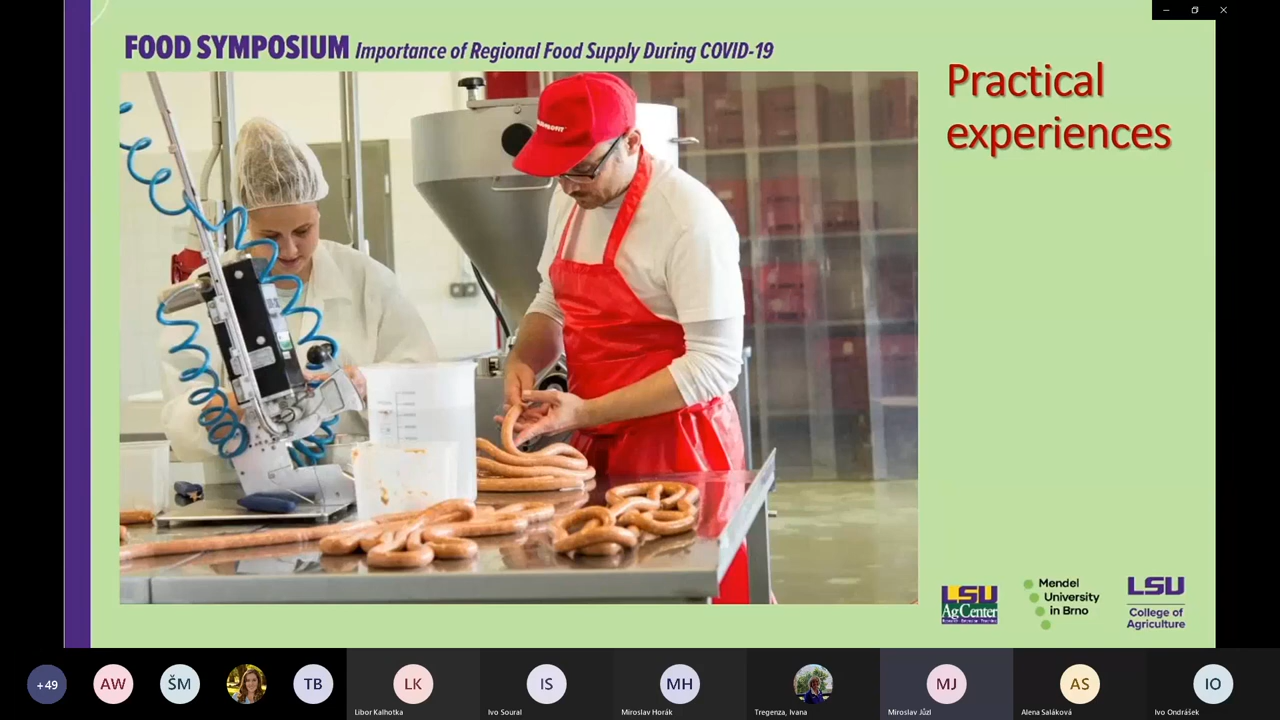 FOOD SYMPOSIUM Importance of Regional Food Supply During COVID-19
Practical
experiences
LSU
AgCenter
Mendel
University
in Brno
LSU
College of
Agriculture
+49
AW
ŠM
TB
LK
IS
MH
MJ
AS
IO
Libor Kalhotka
Ivo Soural
Miroslav Horák
Tregenza, Ivana
Miroslav Jůzl
Alena Saláková
Ivo Ondrášek